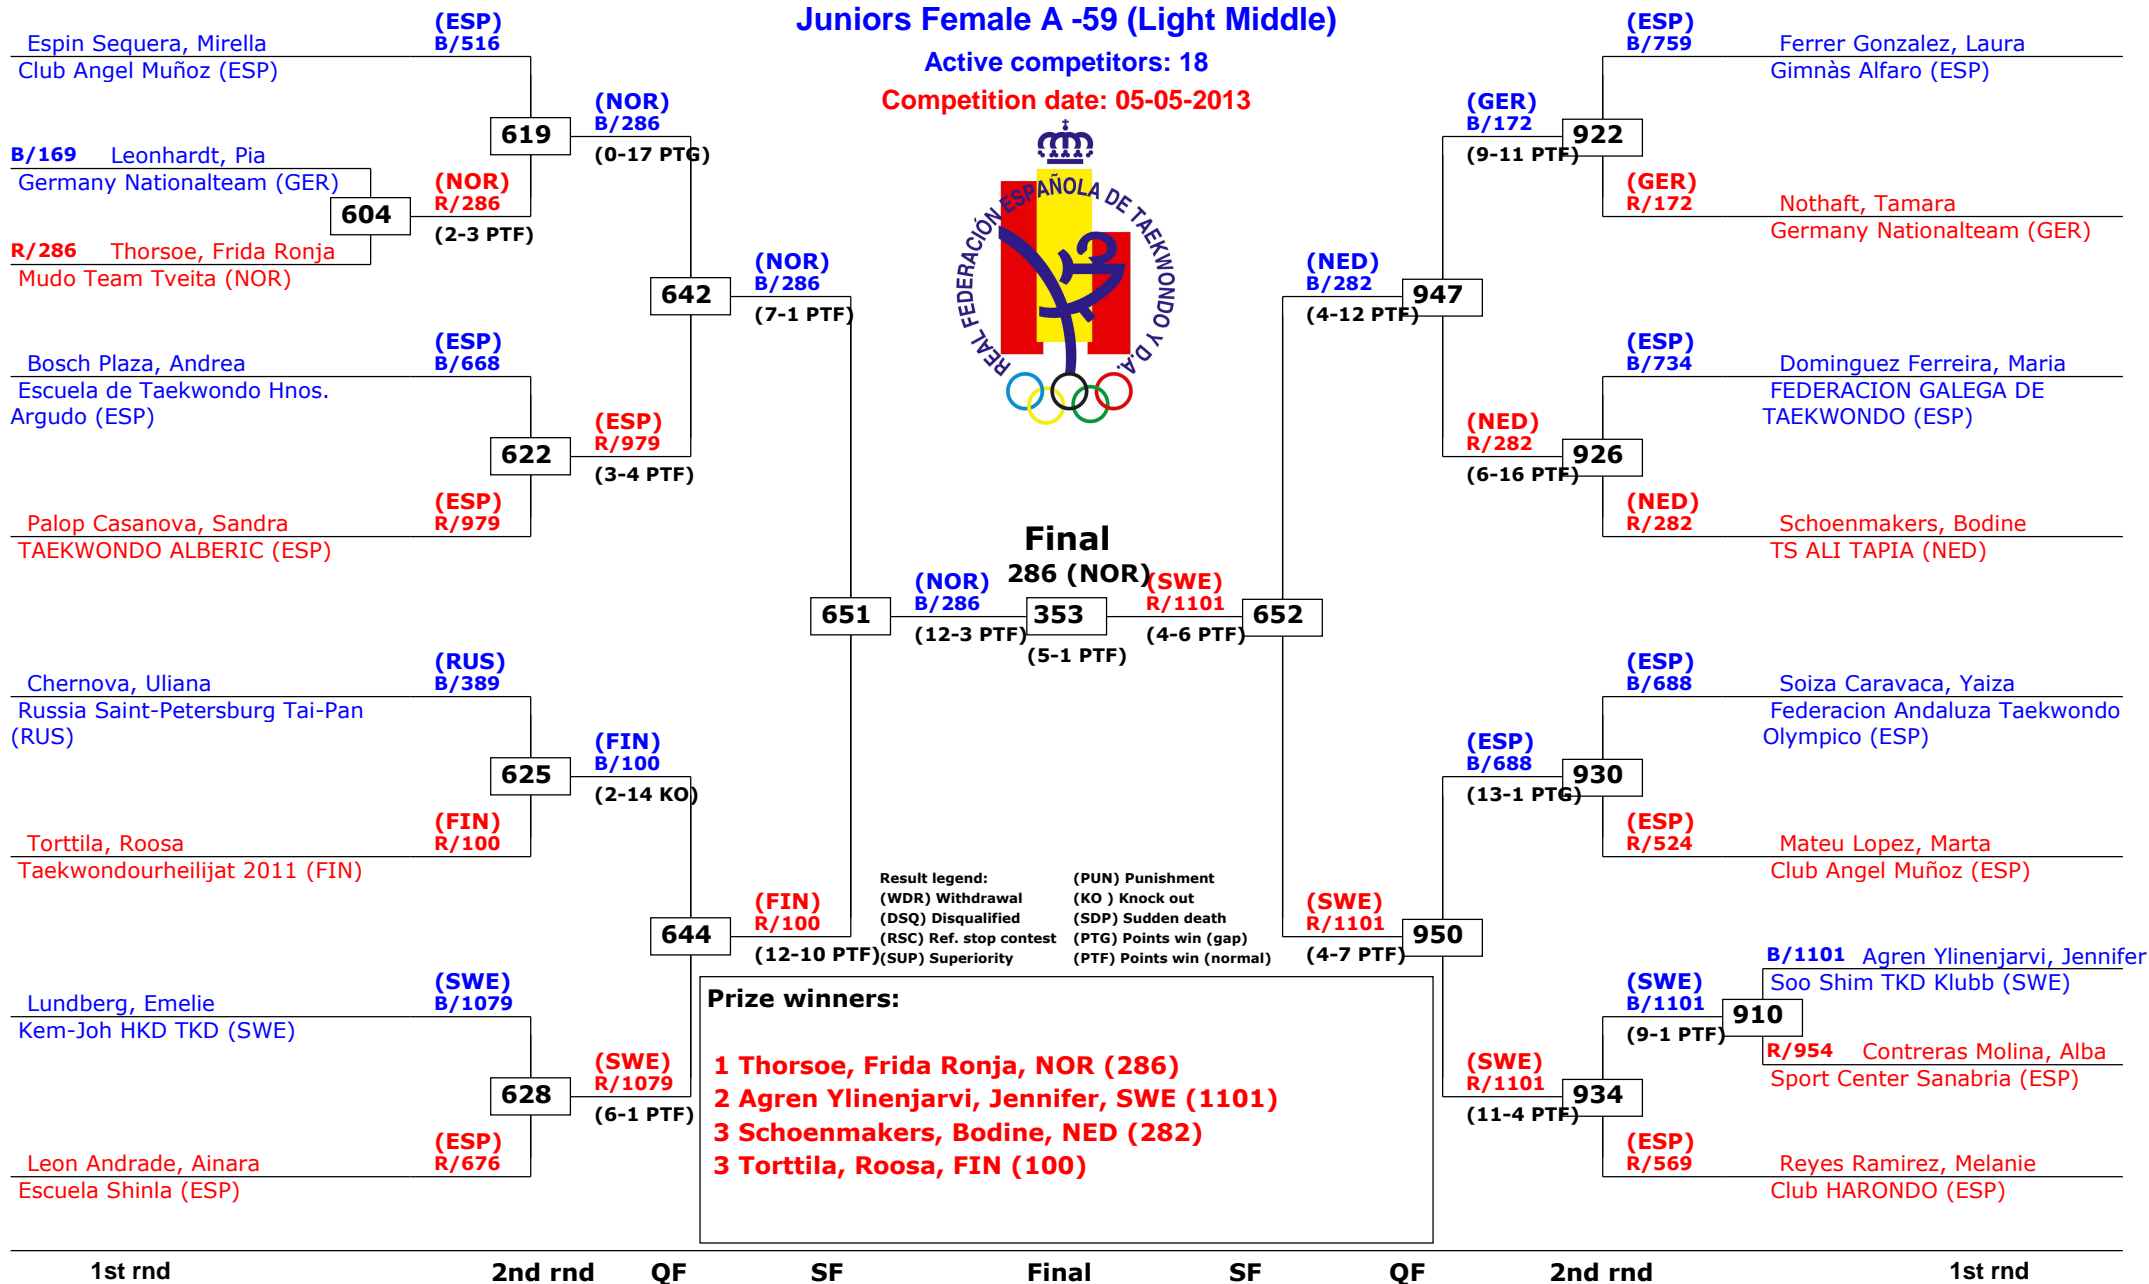 Juniors Female A -59 (Light Middle)
Active competitors: 18
Competition date: 05-05-2013
REAL FEDERACIÓN ESPAÑOLA DE TAEKWONDO Y D.A.
Espin Sequera, Mirella
Club Angel Muñoz (ESP)
(ESP)
B/516
B/169 Leonhardt, Pia
Germany Nationalteam (GER)
R/286 Thorsoe, Frida Ronja
Mudo Team Tveita (NOR)
604
(NOR)
R/286
(2-3 PTF)
619
(NOR)
B/286
(0-17 PTG)
Bosch Plaza, Andrea
Escuela de Taekwondo Hnos.
Argudo (ESP)
(ESP)
B/668
Palop Casanova, Sandra
TAEKWONDO ALBERIC (ESP)
(ESP)
R/979
622
(ESP)
R/979
(3-4 PTF)
642
(NOR)
B/286
(7-1 PTF)
Chernova, Uliana
Russia Saint-Petersburg Tai-Pan
(RUS)
(RUS)
B/389
Torttila, Roosa
Taekwondourheilijat 2011 (FIN)
(FIN)
R/100
625
(FIN)
B/100
(2-14 KO)
Lundberg, Emelie
Kem-Joh HKD TKD (SWE)
(SWE)
B/1079
Leon Andrade, Ainara
Escuela Shinla (ESP)
(ESP)
R/676
628
(SWE)
R/1079
(6-1 PTF)
644
(FIN)
R/100
(12-10 PTF)
651
(NOR)
B/286
(12-3 PTF)
Final
286 (NOR)
353
(5-1 PTF)
(SWE)
R/1101
(4-6 PTF)
652
(NED)
B/282
(4-12 PTF)
947
(GER)
B/172
(9-11 PTF)
922
(ESP)
B/759
Ferrer Gonzalez, Laura
Gimnàs Alfaro (ESP)
(GER)
R/172
Nothaft, Tamara
Germany Nationalteam (GER)
(NED)
R/282
(6-16 PTF)
926
(ESP)
B/734
Dominguez Ferreira, Maria
FEDERACION GALEGA DE
TAEKWONDO (ESP)
(NED)
R/282
Schoenmakers, Bodine
TS ALI TAPIA (NED)
(SWE)
R/1101
(4-7 PTF)
950
(ESP)
B/688
(13-1 PTG)
930
(ESP)
B/688
Soiza Caravaca, Yaiza
Federacion Andaluza Taekwondo
Olympico (ESP)
(ESP)
R/524
Mateu Lopez, Marta
Club Angel Muñoz (ESP)
(SWE)
R/1101
(11-4 PTF)
934
(SWE)
B/1101
(9-1 PTF)
910
B/1101 Agren Ylinenjarvi, Jennifer
Soo Shim TKD Klubb (SWE)
R/954 Contreras Molina, Alba
Sport Center Sanabria (ESP)
(ESP)
R/569
Reyes Ramirez, Melanie
Club HARONDO (ESP)
Result legend: (PUN) Punishment
(WDR) Withdrawal (KO ) Knock out
(DSQ) Disqualified (SDP) Sudden death
(RSC) Ref. stop contest (PTG) Points win (gap)
(SUP) Superiority (PTF) Points win (normal)
Prize winners:
1 Thorsoe, Frida Ronja, NOR (286)
2 Agren Ylinenjarvi, Jennifer, SWE (1101)
3 Schoenmakers, Bodine, NED (282)
3 Torttila, Roosa, FIN (100)
1st rnd 2nd rnd QF SF Final SF QF 2nd rnd 1st rnd